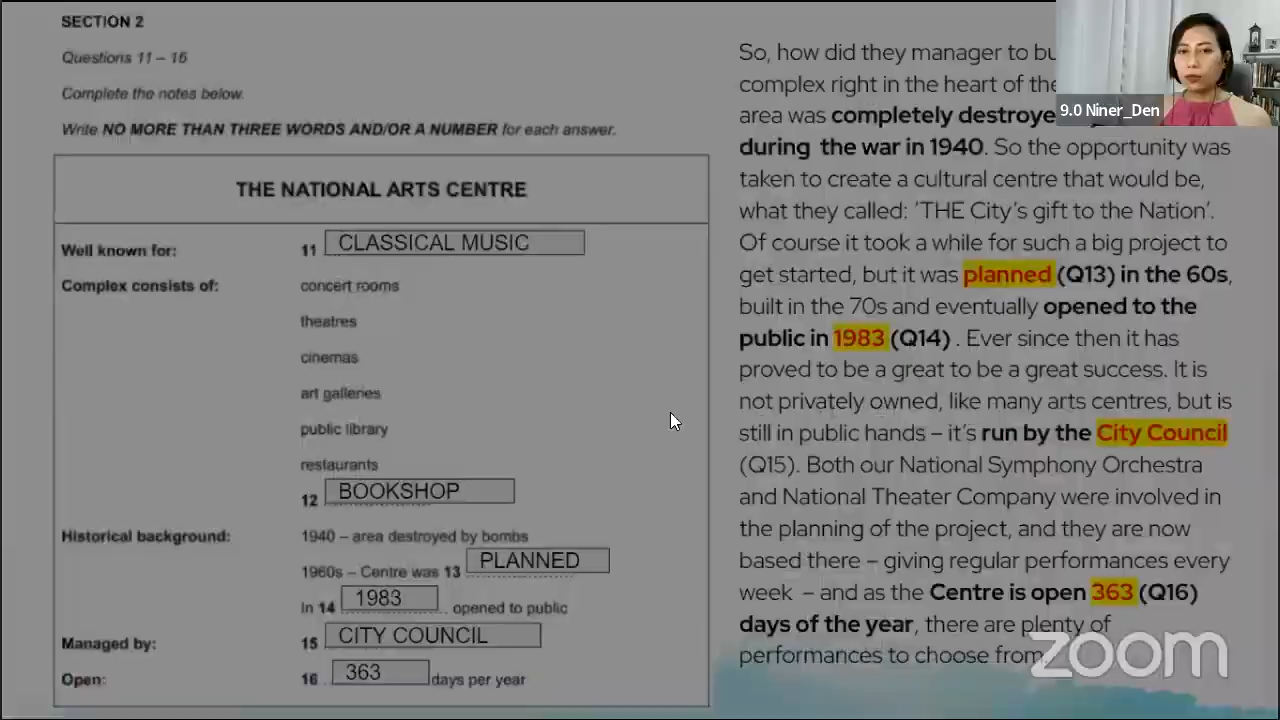 SECTION 2
Questions 11 – 16
Complete the notes below.
Write NO MORE THAN THREE WORDS AND/OR A NUMBER for each answer.
THE NATIONAL ARTS CENTRE
Well known for: 11 CLASSICAL MUSIC
Complex consists of: concert rooms
theatres
cinemas
art galleries
public library
restaurants
12 BOOKSHOP
Historical background: 1940 – area destroyed by bombs
1960s – Centre was 13 PLANNED
In 14 1983 opened to public
Managed by: 15 CITY COUNCIL
Open: 16 363 days per year
So, how did they manager to
complex right in the heart of the
area was completely
during the war in 1940. So the opportunity was
taken to create a cultural centre that would be,
what they called: ‘THE City’s gift to the Nation’.
Of course it took a while for such a big project to
get started, but it was planned (Q13) in the 60s,
built in the 70s and eventually opened to the
public in 1983 (Q14) . Ever since then it has
proved to be a great to be a great success. It is
not privately owned, like many arts centres, but is
still in public hands – it’s run by the City Council
(Q15). Both our National Symphony Orchestra
and National Theater Company were involved in
the planning of the project, and they are now
based there – giving regular performances every
week – and as the Centre is open 363 (Q16)
days of the year, there are plenty of
performances to choose from
9.0 Niner_Den
zoom